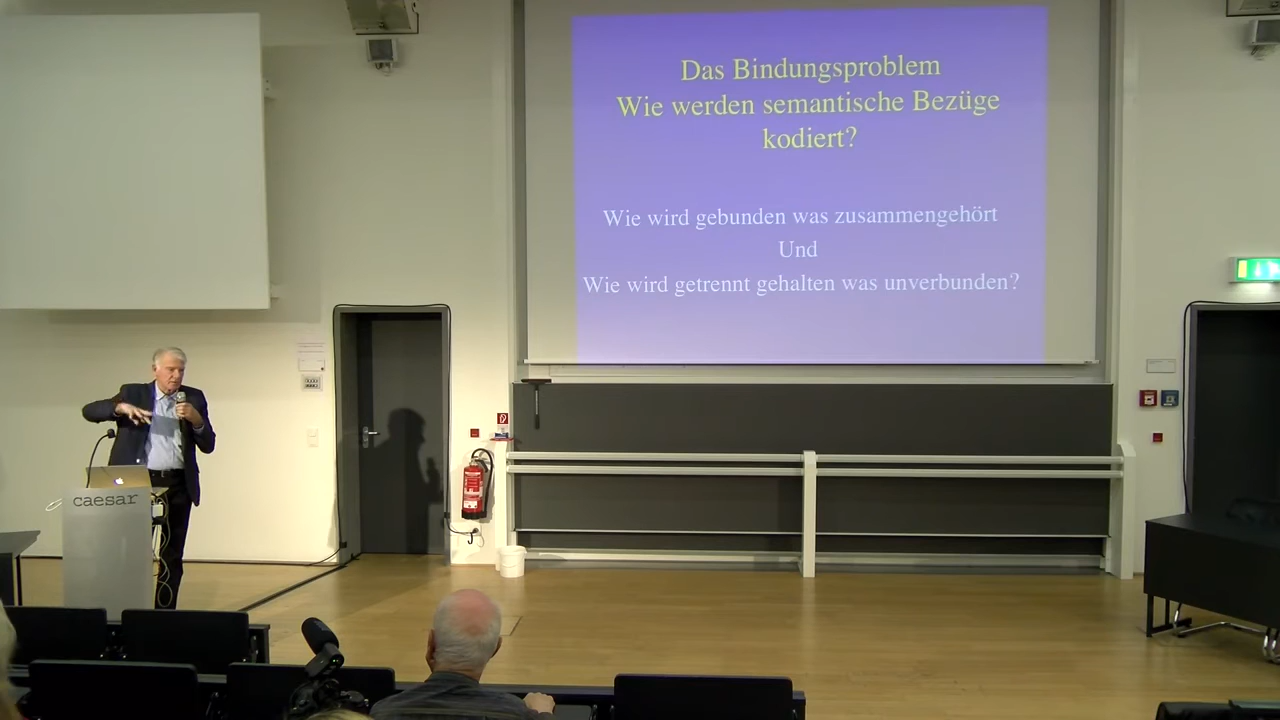 Das Bindungsproblem
Wie werden semantische Bezüge
kodiert?
Wie wird gebunden was zusammengehört
Und
Wie wird getrennt gehalten was unverbunden?
caesar